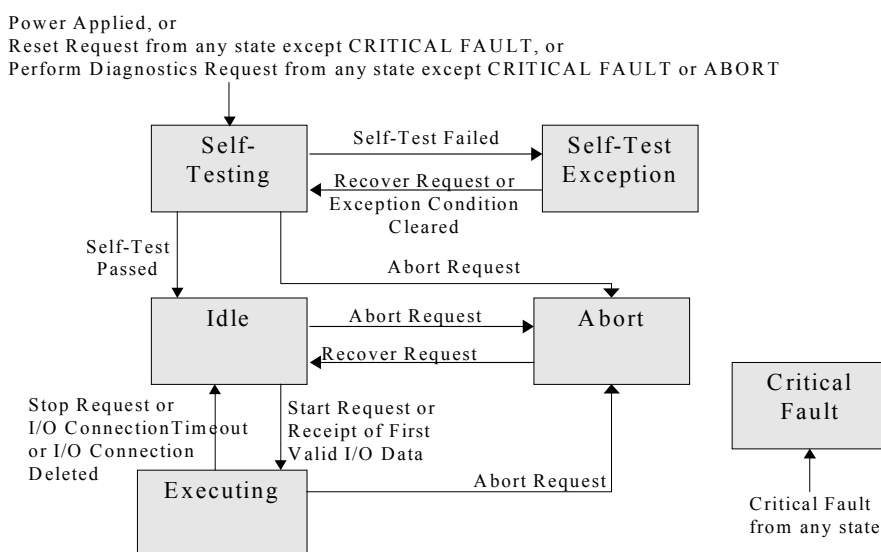 Power Applied, or
Reset Request from any state except CRITICAL FAULT, or
Perform Diagnostics Request from any state except CRITICAL FAULT or ABORT
Self-
Testing
Self-Test Failed
Self-Test
Exception
Recover Request or
Exception Condition
Cleared
Self-Test
Passed
Abort Request
Idle
Abort Request
Abort
Recover Request
Critical
Fault
Stop Request or
I/O ConnectionTimeout
or I/O Connection
Deleted
Start Request or
Receipt of First
Valid I/O Data
Executing
Abort Request
Critical Fault
from any state